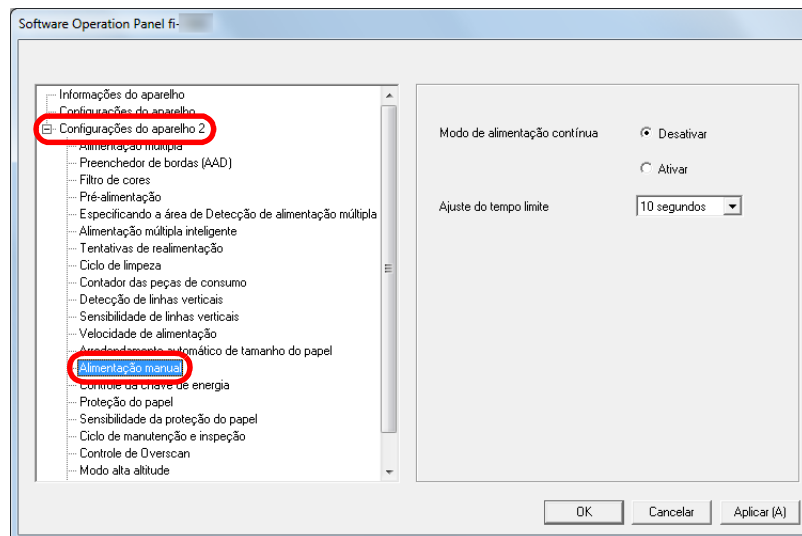 Software Operation Panel fi-
Informações do aparelho
Configurações do aparelho
Configurações do aparelho 2
Alimentação múltipla
Preenchedor de bordas (AAD)
Filtro de cores
Pré-alimentação
Especificando a área de Detecção de alimentação múltipla
Alimentação múltipla inteligente
Tentativas de realimentação
Ciclo de limpeza
Contador das peças de consumo
Detecção de linhas verticais
Sensibilidade de linhas verticais
Velocidade de alimentação
Arredondamento automático de tamanho do papel
Alimentação manual
Controle da chave de energia
Proteção do papel
Sensibilidade da proteção do papel
Ciclo de manutenção e inspeção
Controle de Overscan
Modo alta altitude
Modo de alimentação contínua
Desativar
Ativar
Ajuste do tempo limite
10 segundos
OK
Cancelar
Aplicar (A)